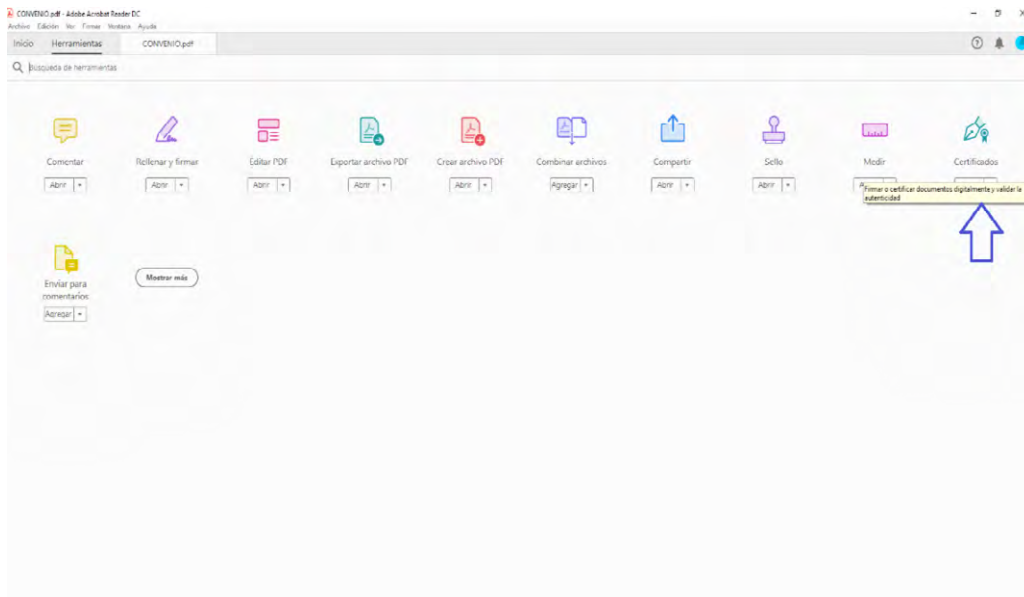 CONVENIO.pdf - Adobe Acrobat Reader DC
Archivo Edición Ver Firmar Ventana Ayuda
Inicio Herramientas CONVENIO.pdf
Búsqueda de herramientas
Comentar Rellenar y firmar Editar PDF Exportar archivo PDF Crear archivo PDF Combinar archivos Compartir Sello Medir Certificados
Abrir Abrir Abrir Abrir Abrir Agregar Abrir Abrir
Firmar o certificar documentos digitalmente y validar la
autenticidad
Enviar para
comentarios
Mostrar más
Agregar